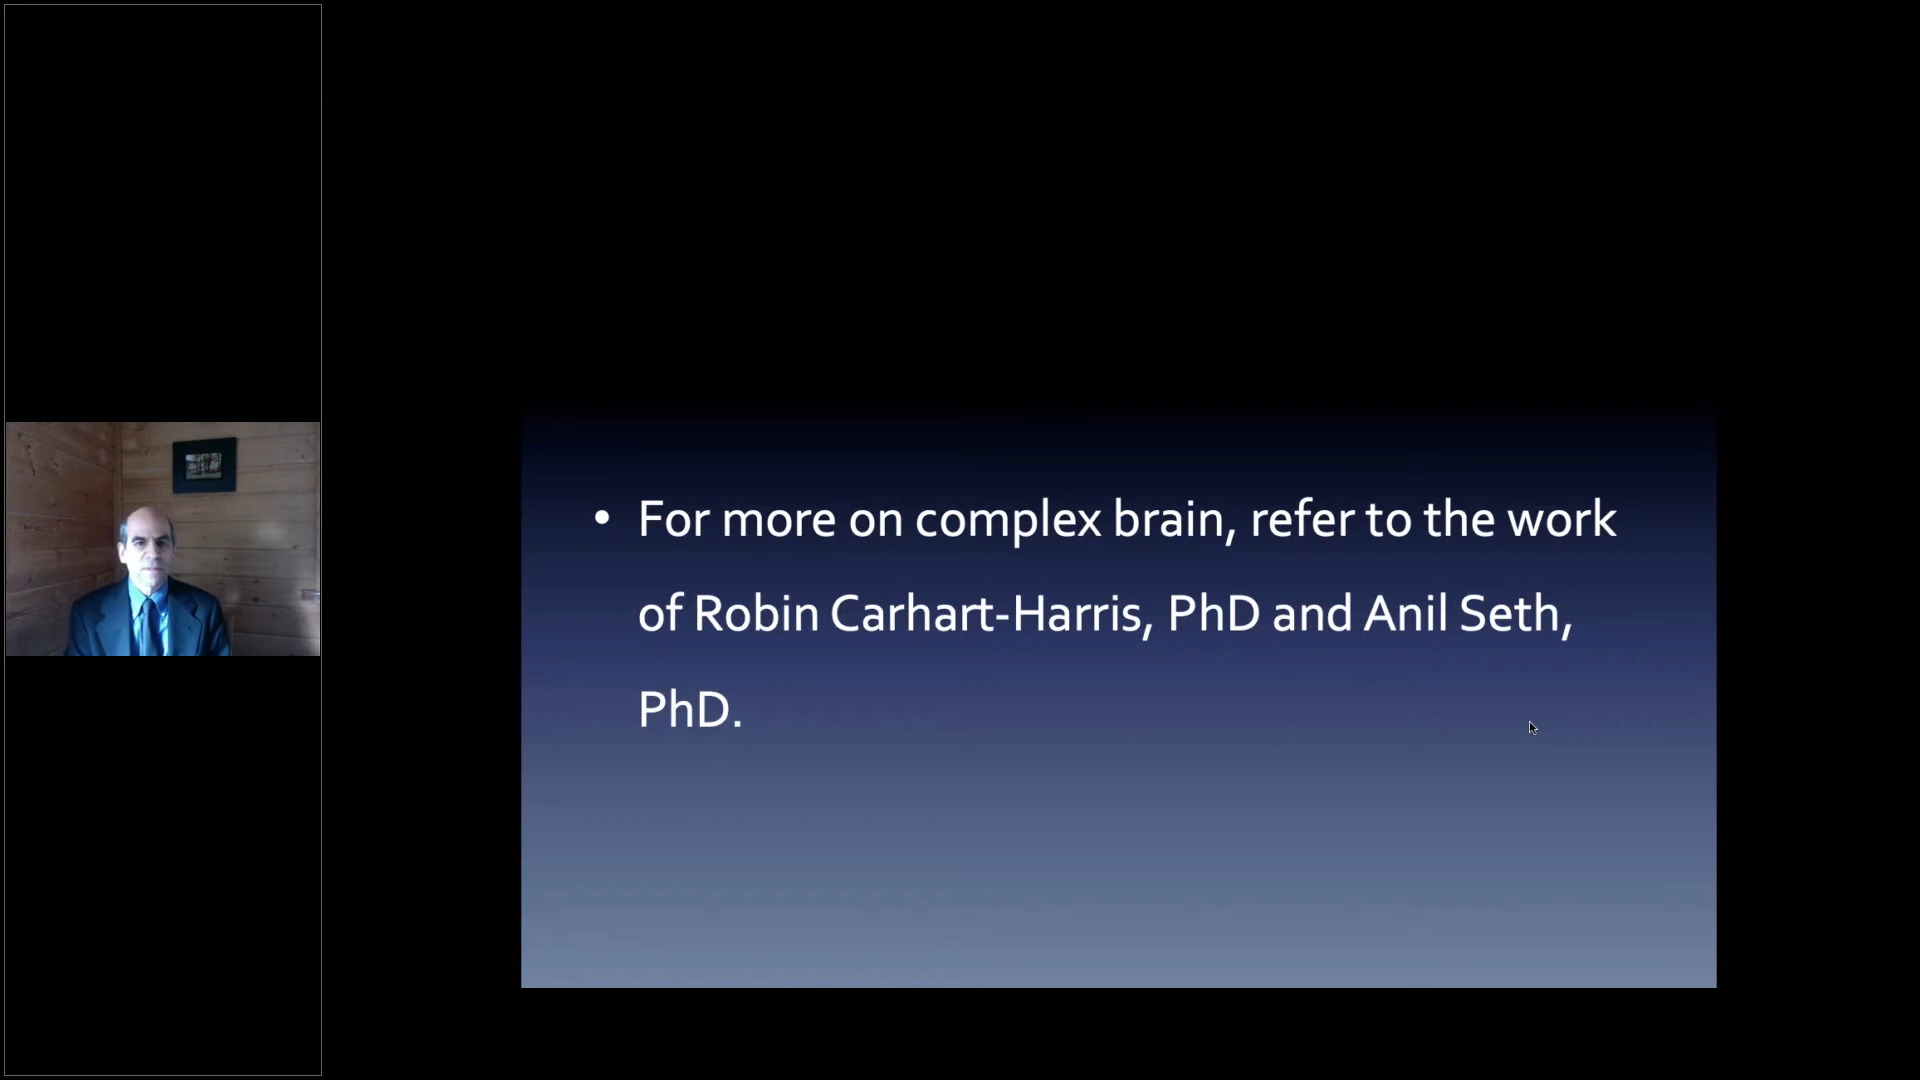 • For more on complex brain, refer to the work
of Robin Carhart-Harris, PhD and Anil Seth,
PhD.